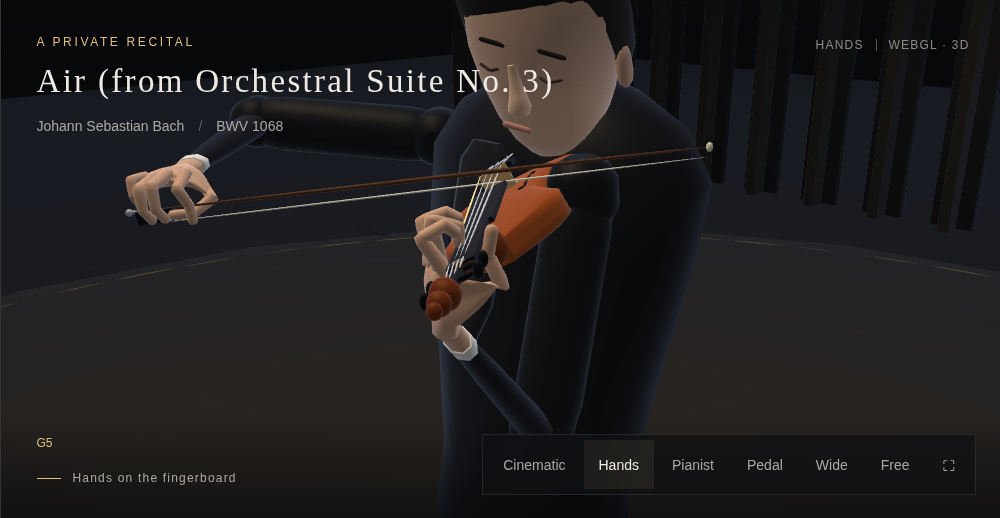 A PRIVATE RECITAL
HANDS | WEBGL · 3D
Air (from Orchestral Suite No. 3)
Johann Sebastian Bach / BWV 1068
G5
Hands on the fingerboard
Cinematic Hands Pianist Pedal Wide Free